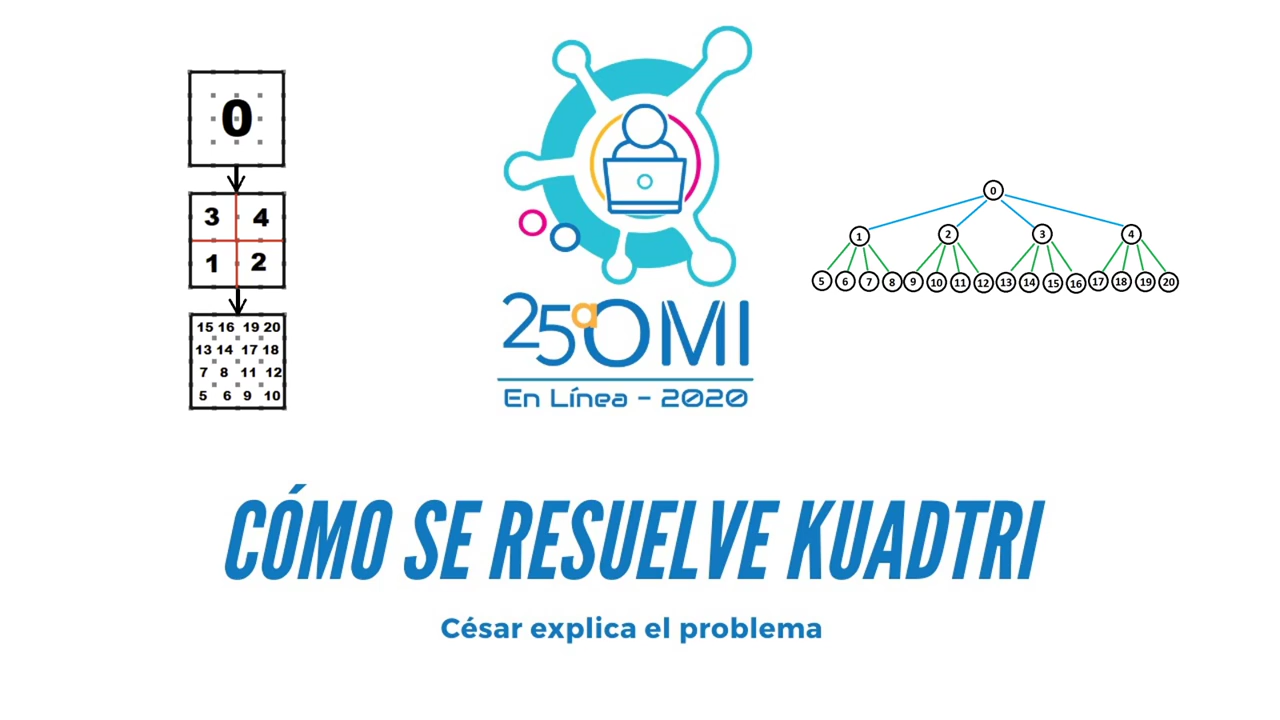 0
3 4
1 2
15 16 19 20
13 14 17 18
7 8 11 12
5 6 9 10
25ª OMI
En Línea - 2020
0
1 2 3 4
5 6 7 8 9 10 11 12 13 14 15 16 17 18 19 20
CÓMO SE RESUELVE KUADTRI
César explica el problema